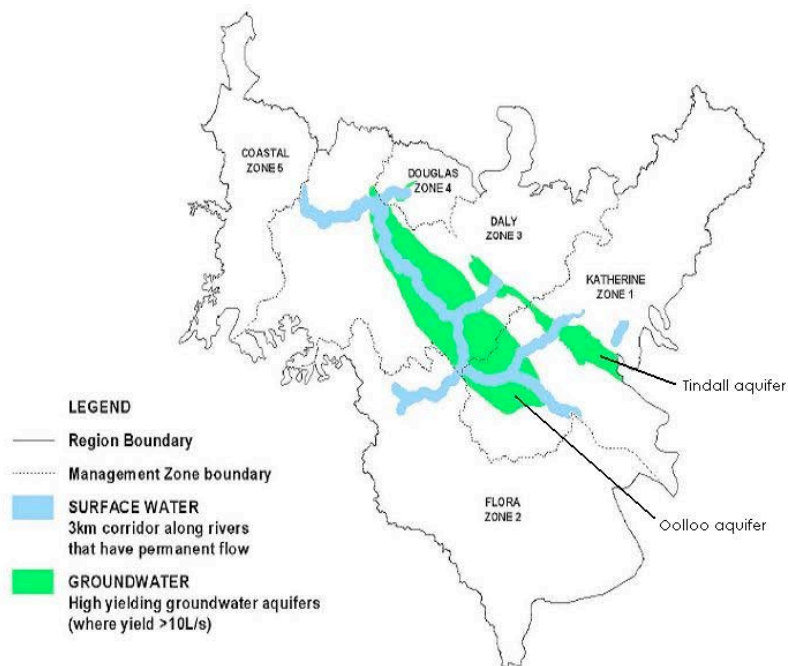 COASTAL
ZONE 5
DOUGLAS
ZONE 4
DALY
ZONE 3
KATHERINE
ZONE 1
Tindall aquifer
LEGEND
Region Boundary
Management Zone boundary
SURFACE WATER
3km corridor along rivers
that have permanent flow
FLORA
ZONE 2
Oolloo aquifer
GROUNDWATER
High yielding groundwater aquifers
(where yield >10L/s)